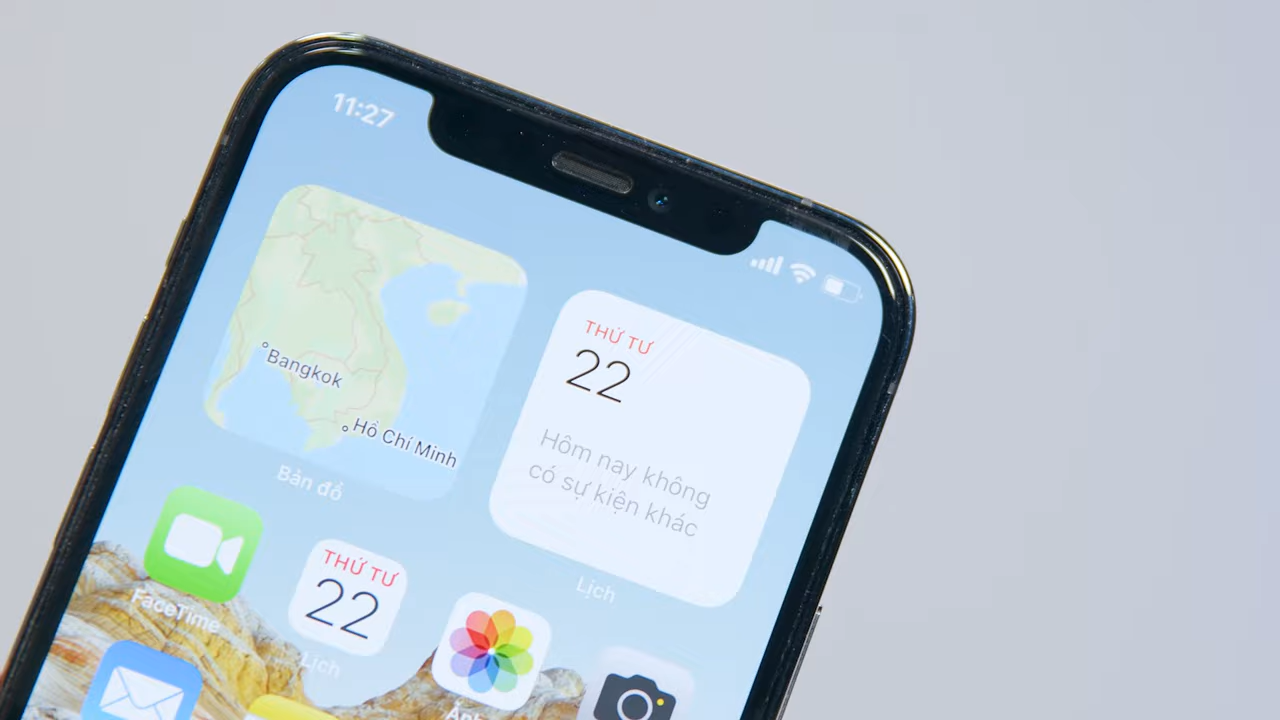 11:27
Bangkok
Hồ Chí Minh
Bản đồ
THỨ TƯ
22
Hôm nay không
có sự kiện khác
Lịch
FaceTime
THỨ TƯ
22
Lịch